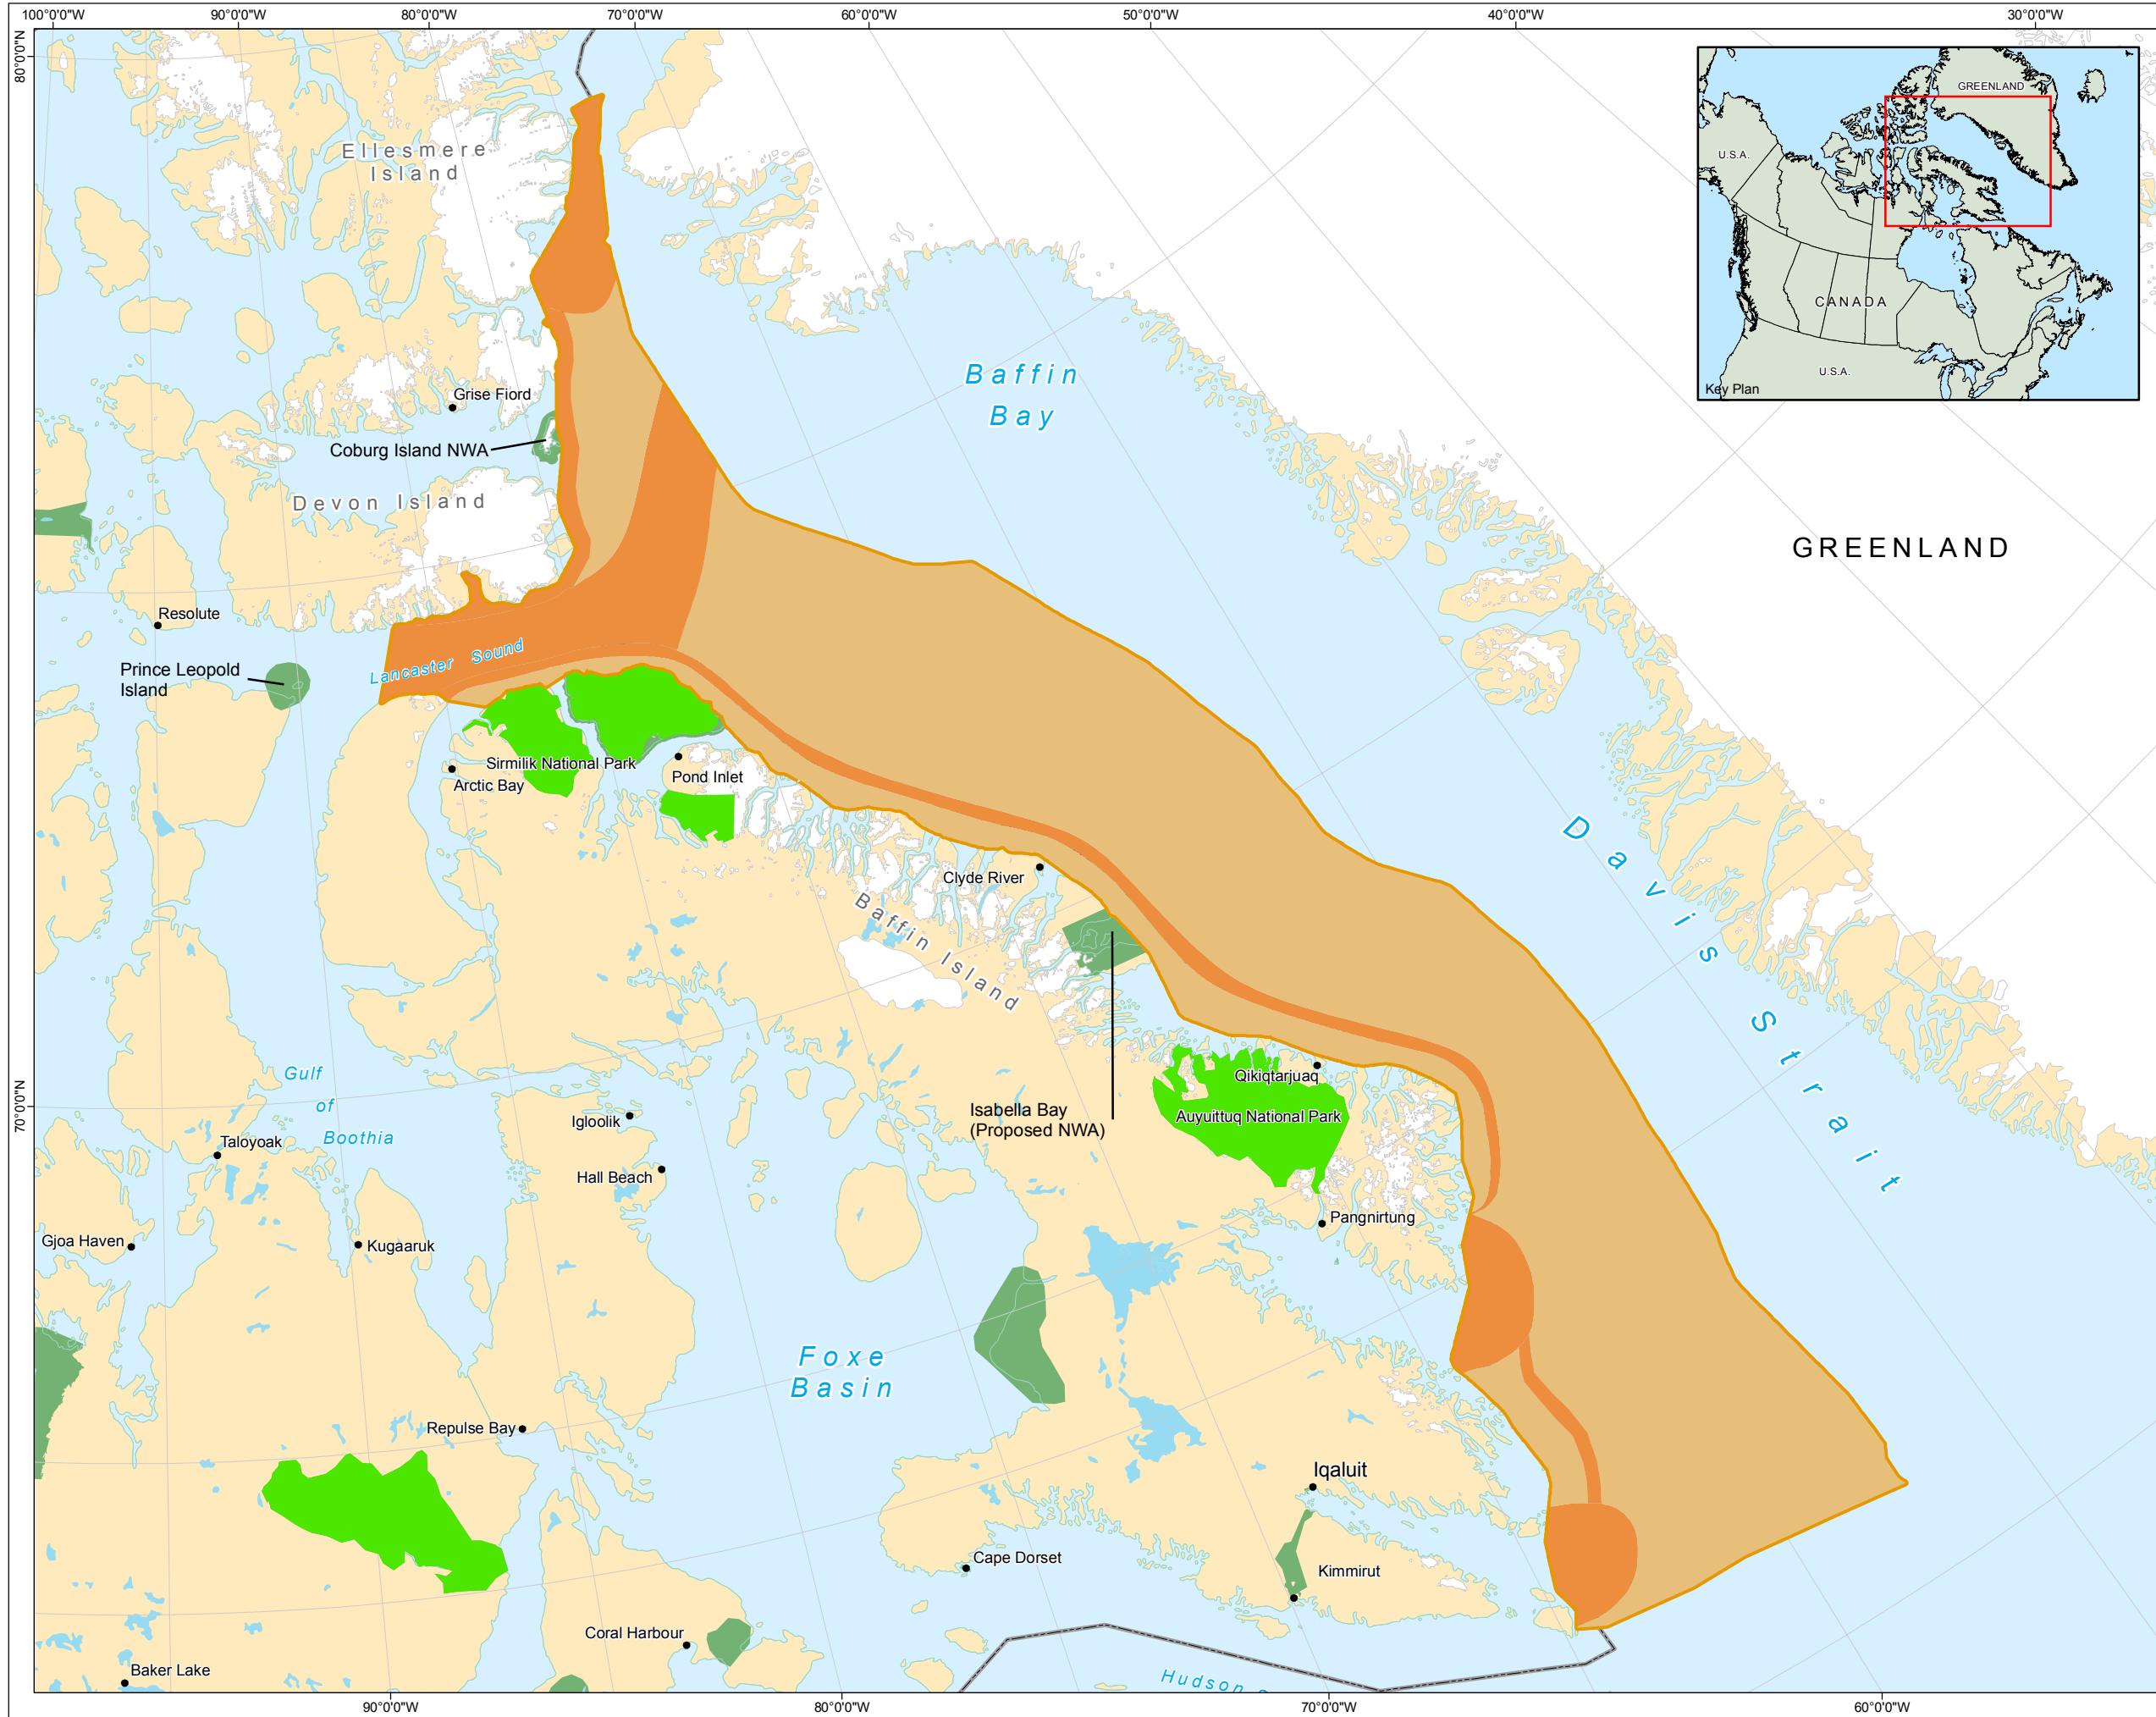 100°0'0"W
90°0'0"W
80°0'0"W
70°0'0"W
60°0'0"W
50°0'0"W
40°0'0"W
30°0'0"W
80°0'0"N
GREENLAND
U.S.A.
CANADA
U.S.A.
Key Plan
Ellesmere
Island
Baffin
Bay
Grise Fiord
Coburg Island NWA
Devon Island
GREENLAND
Resolute
Lancaster Sound
Prince Leopold
Island
Sirmilik National Park
Pond Inlet
Arctic Bay
Davis Strait
Clyde River
Baffin Island
Gulf
of
Boothia
70°0'0"N
Qikiqtarjuaq
Isabella Bay
(Proposed NWA)
Auyuittuq National Park
Igloolik
Taloyoak
Hall Beach
Pangnirtung
Gjoa Haven
Kugaaruk
Foxe
Basin
Repulse Bay
Iqaluit
Cape Dorset
Kimmirut
Coral Harbour
Baker Lake
Hudson
90°0'0"W
80°0'0"W
70°0'0"W
60°0'0"W